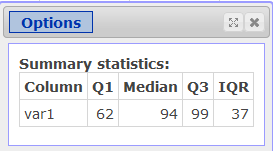 Options
Summary statistics:
Column Q1 Median Q3 IQR
var1 62 94 99 37